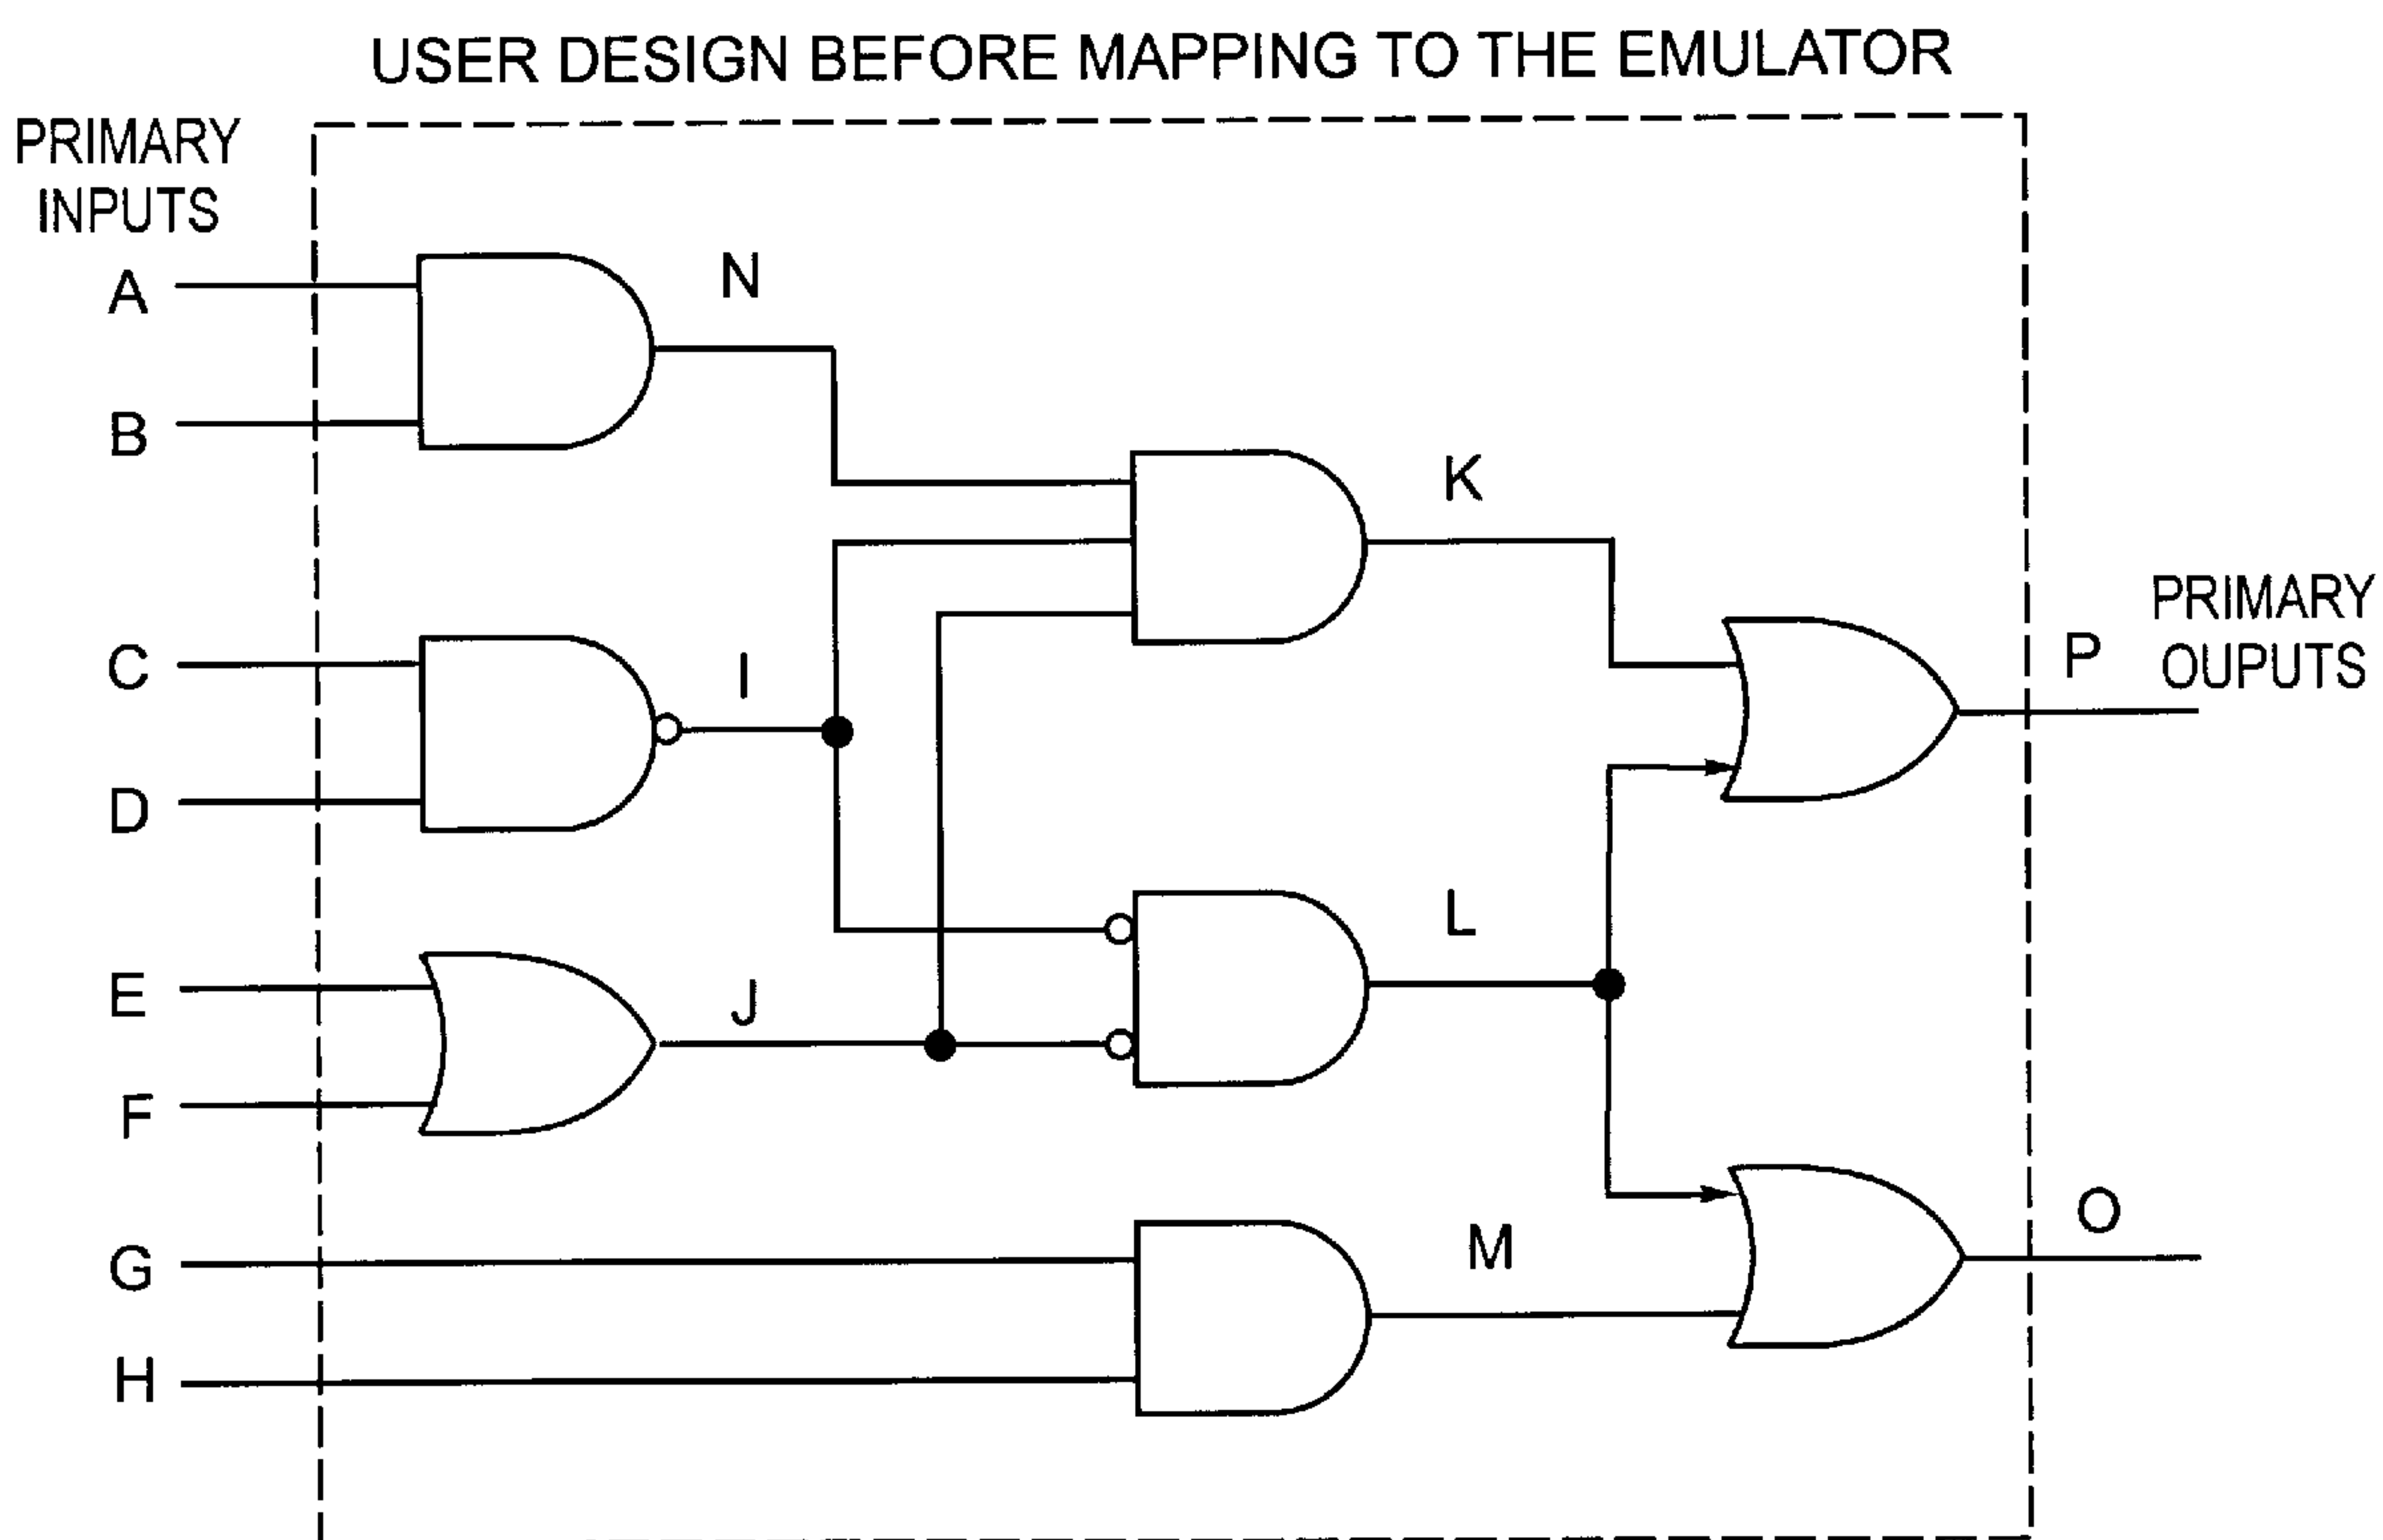 USER DESIGN BEFORE MAPPING TO THE EMULATOR
PRIMARY
INPUTS
A
B
C
D
E
F
G
H
N
I
J
K
L
M
P
O
PRIMARY
OUPUTS